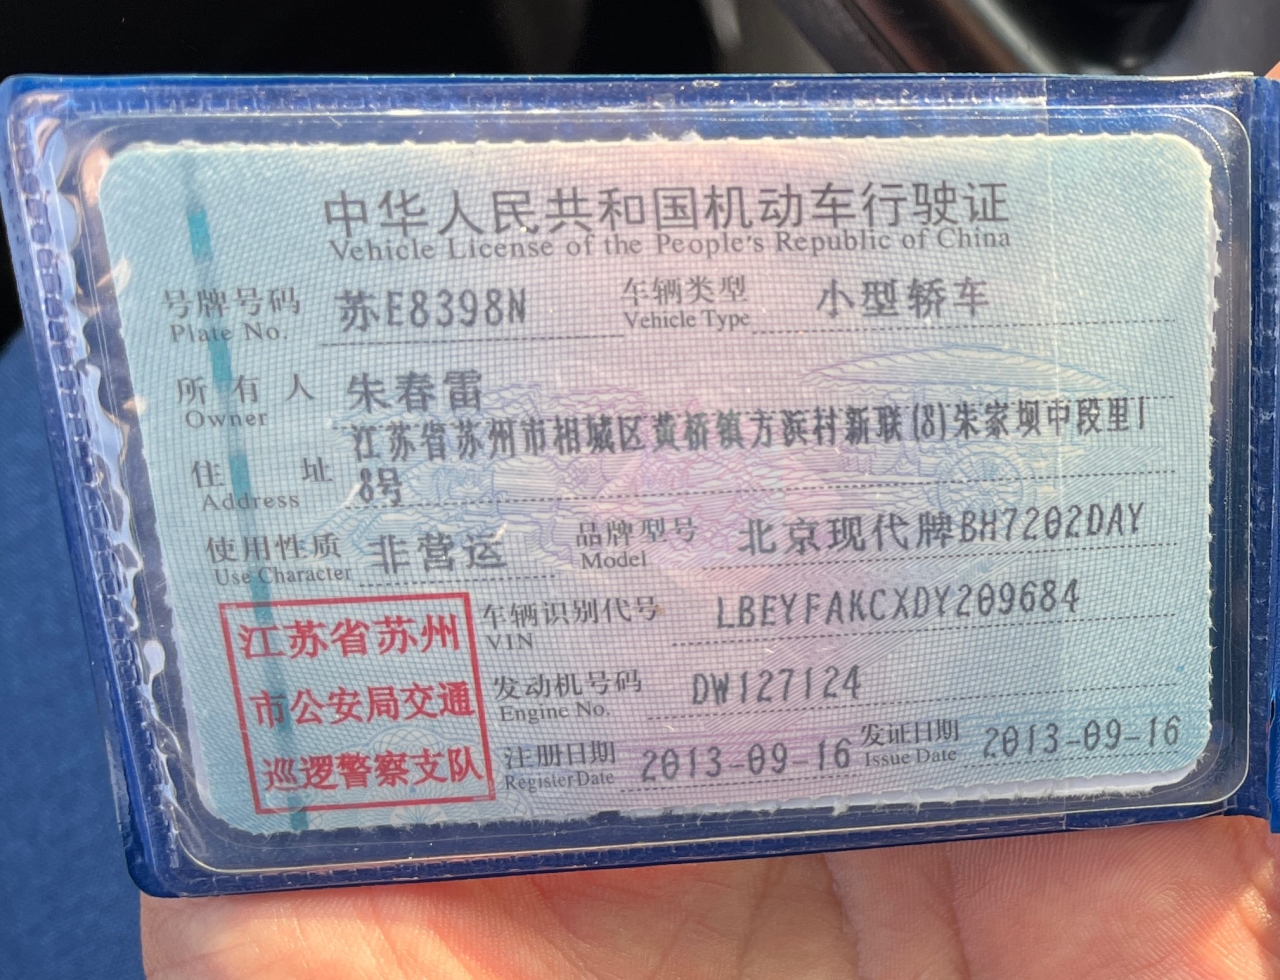 中华人民共和国机动车行驶证
Vehicle License of the People's Republic of China
号牌号码 苏E8398N 车辆类型 小型轿车
Plate No. Vehicle Type
所有人 朱春雷
Owner
住址 江苏省苏州市相城区黄桥镇方浜村新联(8)朱家坝中段里1
Address 8号
使用性质 非营运 品牌型号 北京现代牌BH7202DAY
Use Character Model
车辆识别代号 LBEYFAKCXDY209684
VIN
发动机号码 DW127124
Engine No.
注册日期 2013-09-16 发证日期 2013-09-16
Register Date Issue Date
江苏省苏州
市公安局交通
巡逻警察支队